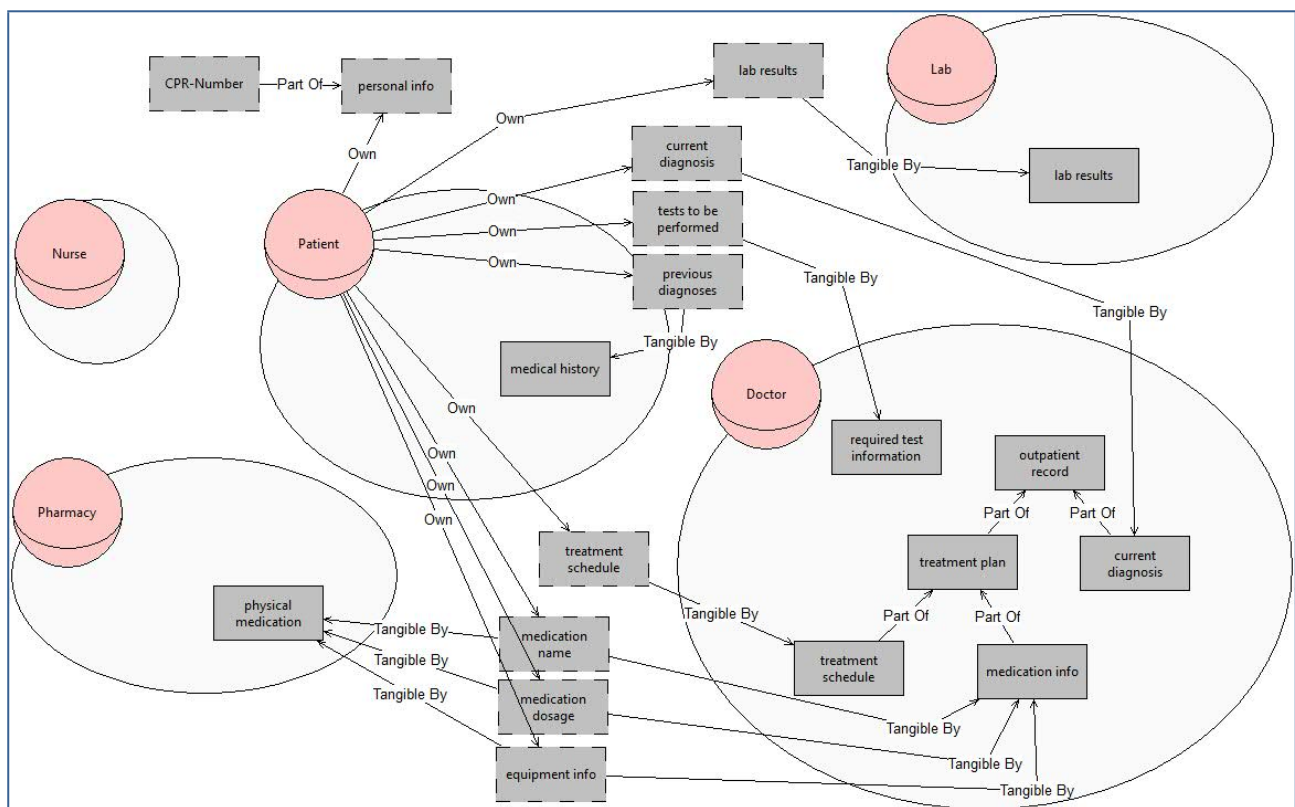 CPR-Number
Part Of
personal info
lab results
Lab
Own
Own
current
diagnosis
Tangible By
lab results
Own
tests to be
performed
Own
Patient
Nurse
previous
diagnoses
Own
Tangible By
Tangible By
Tangible By
medical history
Doctor
Own
required test
information
outpatient
record
Own
Own
Own
Pharmacy
Part Of
Part Of
treatment
schedule
treatment plan
current
diagnosis
physical
medication
Tangible By
Part Of
Part Of
Tangible By
medication
name
treatment
schedule
medication info
Tangible By
medication
dosage
Tangible By
Tangible By
Tangible By
equipment info
Tangible By